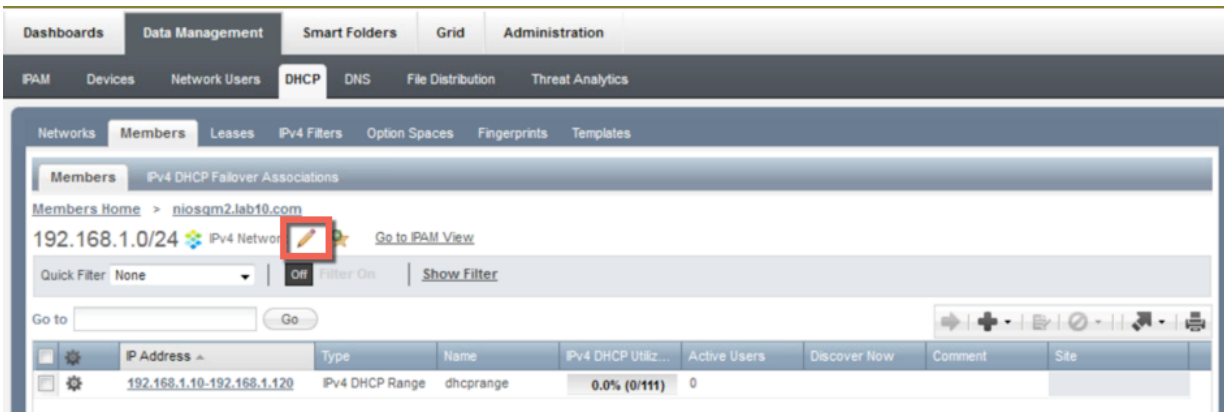 Dashboards Data Management Smart Folders Grid Administration
IPAM Devices Network Users DHCP DNS File Distribution Threat Analytics
Networks Members Leases IPv4 Filters Option Spaces Fingerprints Templates
Members IPv4 DHCP Failover Associations
Members Home > niosqm2.lab10.com
192.168.1.0/24 IPv4 Networ Go to IPAM View
Quick Filter None Off Filter On Show Filter
Go to Go
IP Address Type Name IPv4 DHCP Utiliz... Active Users Discover Now Comment Site
192.168.1.10-192.168.1.120 IPv4 DHCP Range dhcprange 0.0% (0/111) 0